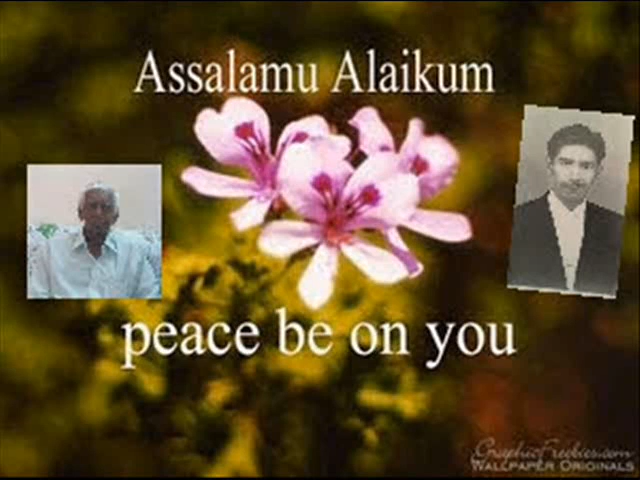 Assalamu Alaikum
peace be on you
GraphicFreebies.com
WALLPAPER ORIGINALS